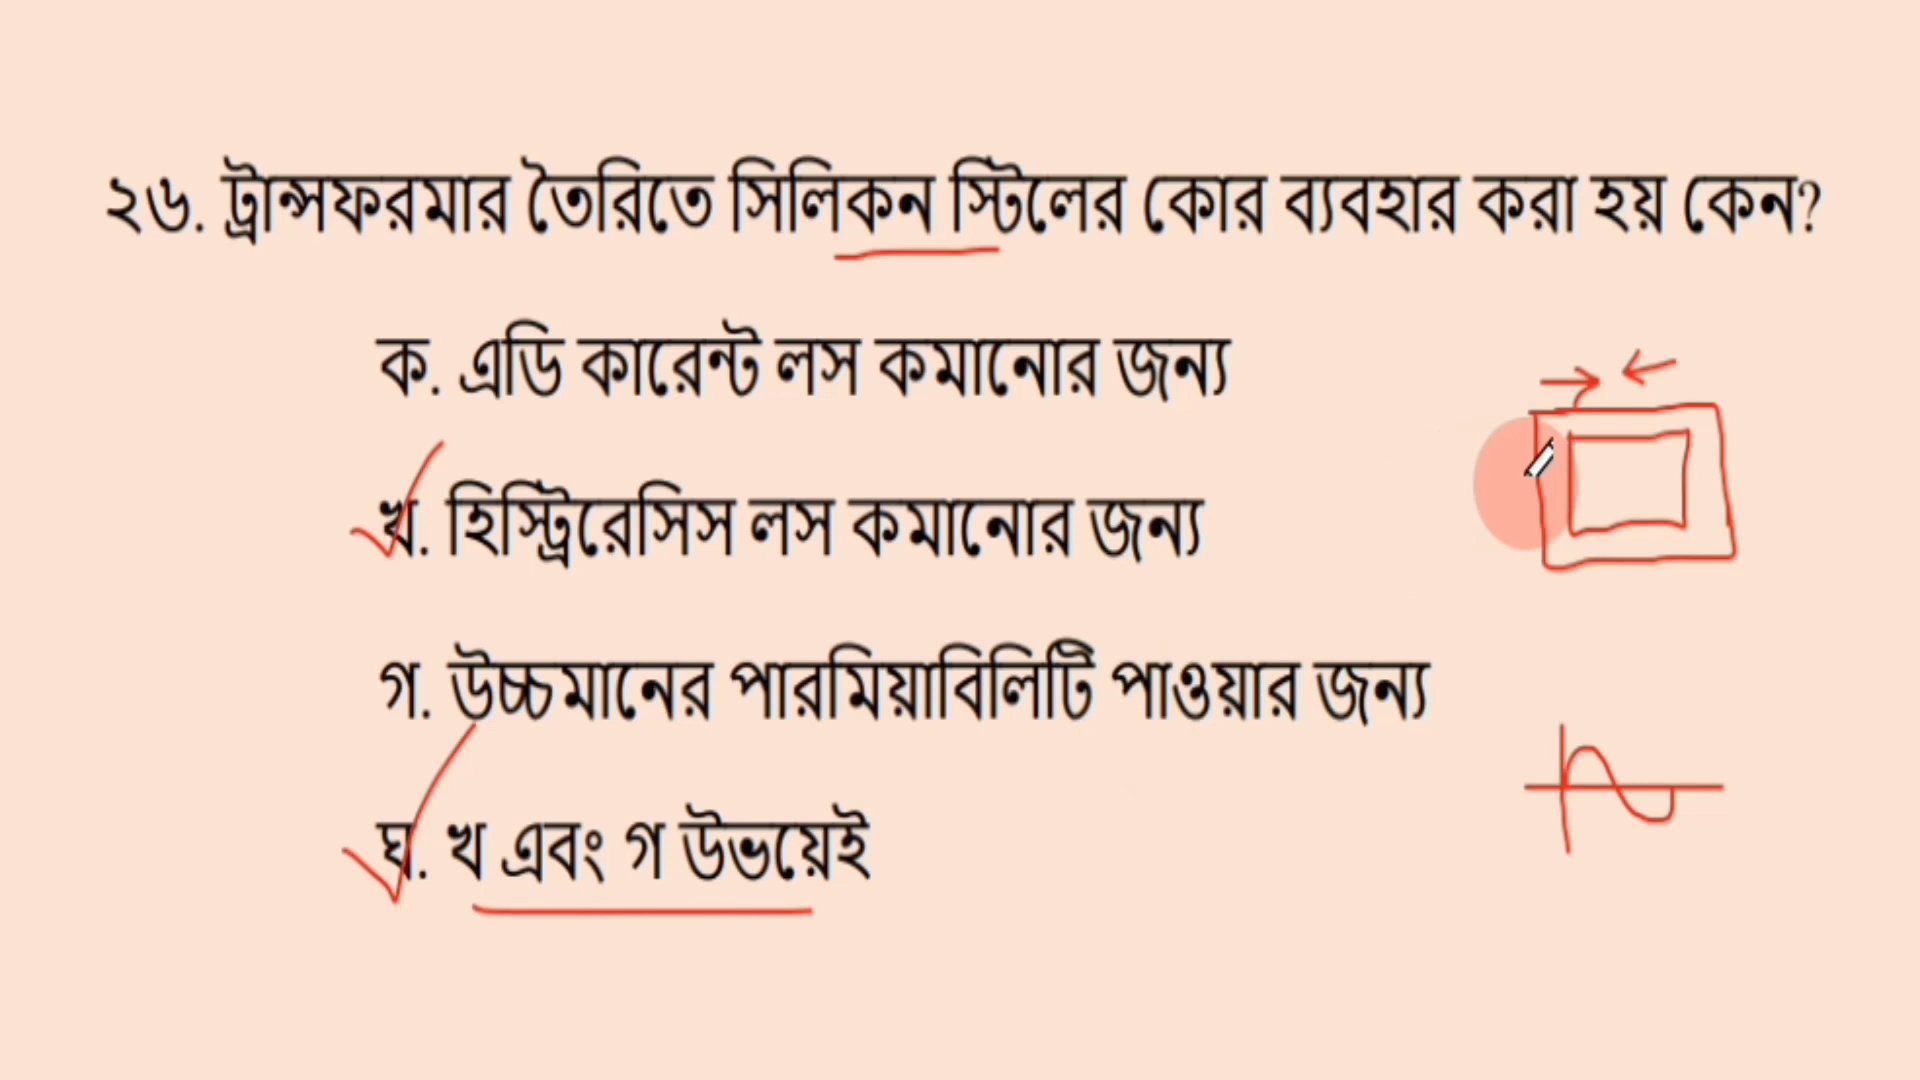 ২৬. ট্রান্সফরমার তৈরিতে সিলিকন স্টিলের কোর ব্যবহার করা হয় কেন?
ক. এডি কারেন্ট লস কমানোর জন্য
খ. হিস্ট্রিরেসিস লস কমানোর জন্য
গ. উচ্চমানের পারমিয়াবিলিটি পাওয়ার জন্য
ঘ. খ এবং গ উভয়েই